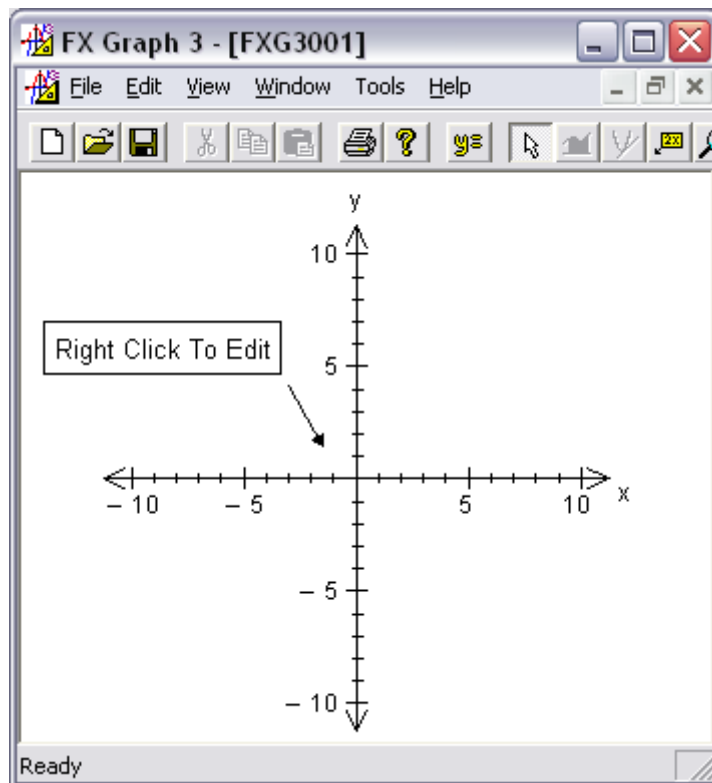 FX Graph 3 - [FXG3001]
File Edit View Window Tools Help
y= 2x
y
10
Right Click To Edit
5
– 10 – 5 5 10 x
– 5
– 10
Ready